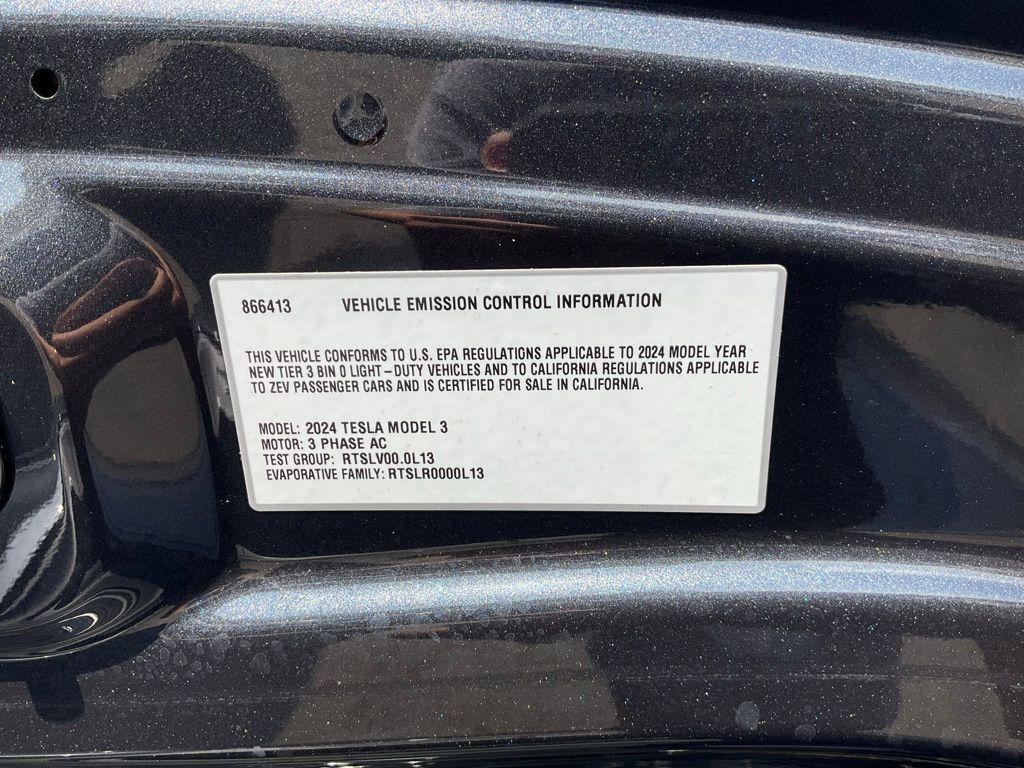 866413 VEHICLE EMISSION CONTROL INFORMATION
THIS VEHICLE CONFORMS TO U.S. EPA REGULATIONS APPLICABLE TO 2024 MODEL YEAR
NEW TIER 3 BIN 0 LIGHT-DUTY VEHICLES AND TO CALIFORNIA REGULATIONS APPLICABLE
TO ZEV PASSENGER CARS AND IS CERTIFIED FOR SALE IN CALIFORNIA.
MODEL: 2024 TESLA MODEL 3
MOTOR: 3 PHASE AC
TEST GROUP: RTSLV00.0L13
EVAPORATIVE FAMILY: RTSLR0000L13